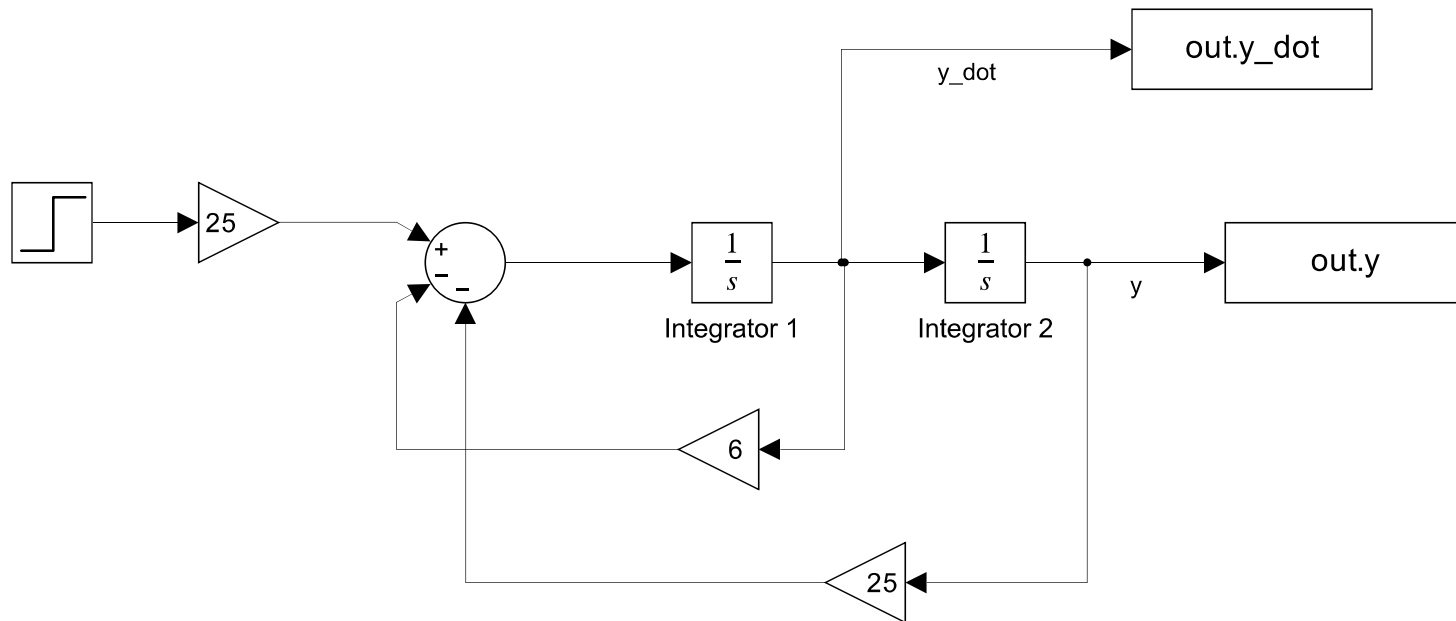 out.y_dot
y_dot
25
+
−
−
1
s
Integrator 1
1
s
Integrator 2
y
out.y
6
25